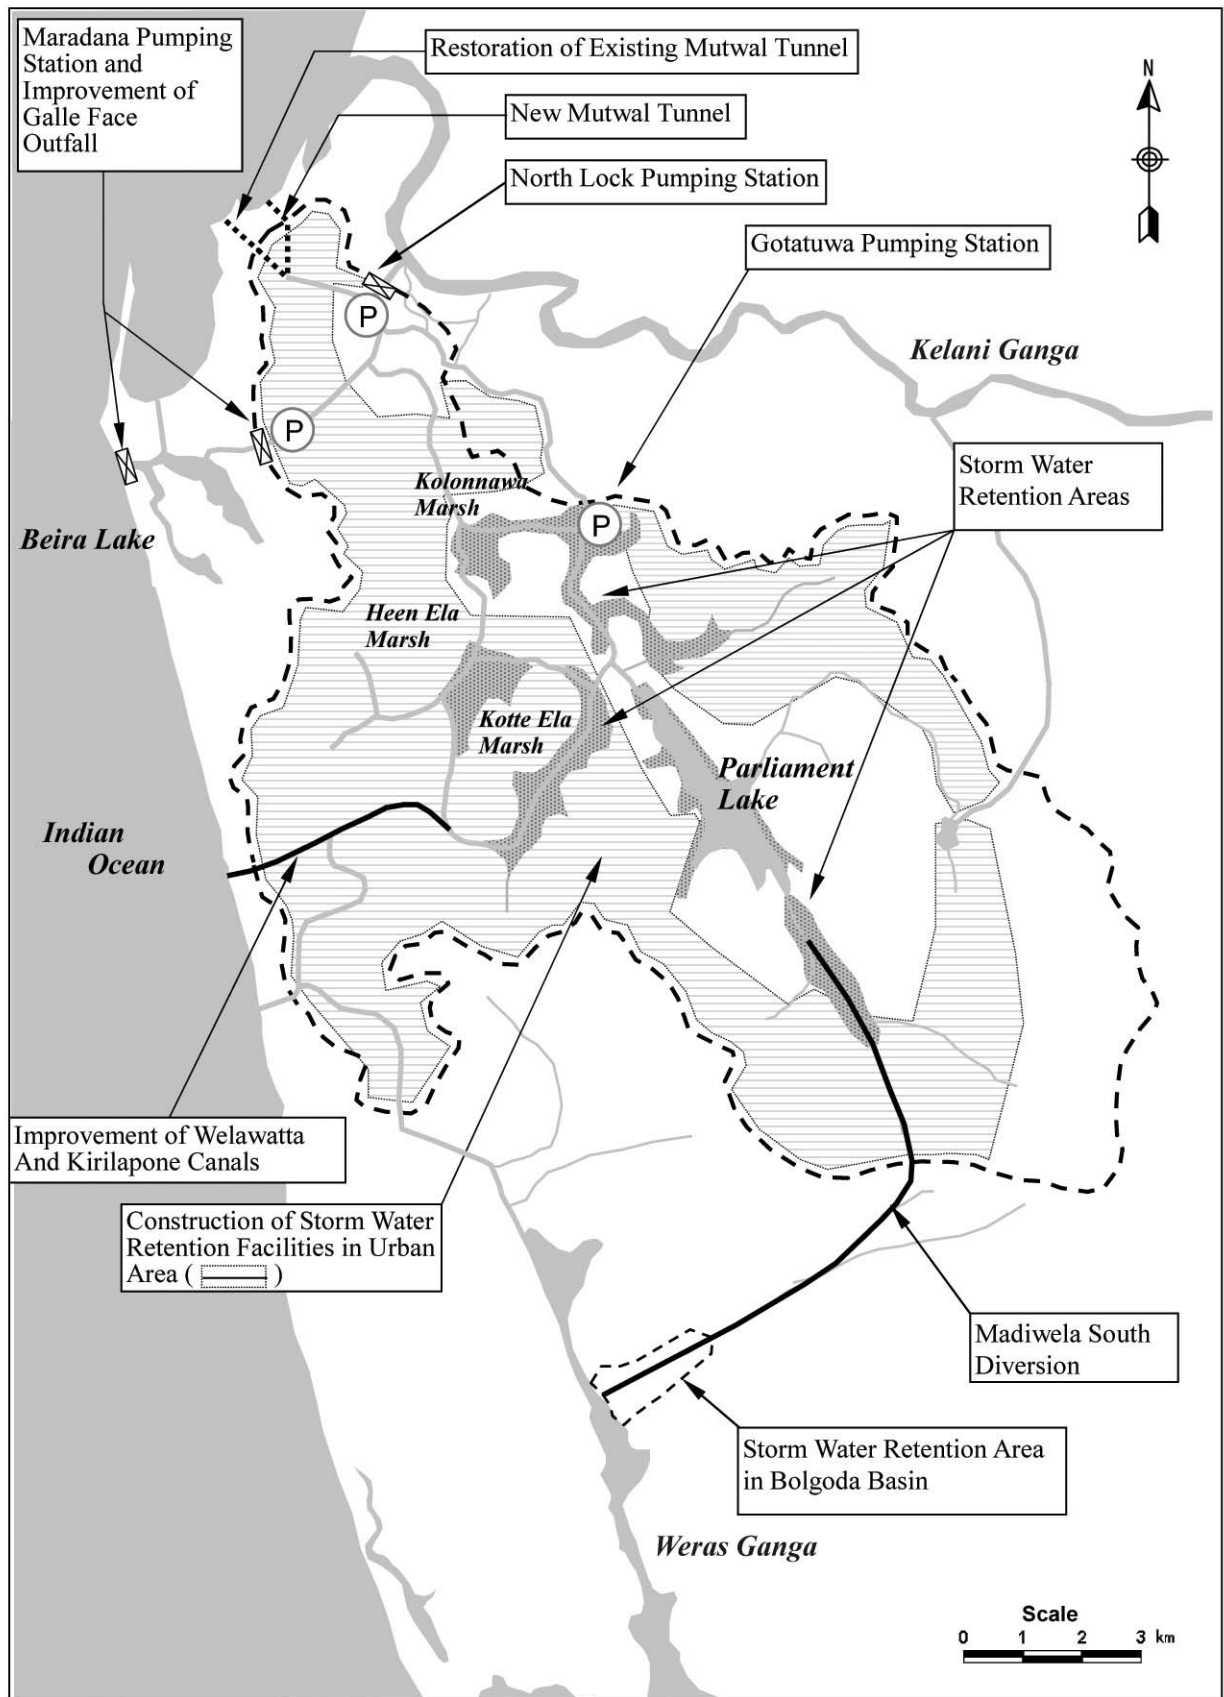 Maradana Pumping
Station and
Improvement of
Galle Face
Outfall
Restoration of Existing Mutwal Tunnel
New Mutwal Tunnel
North Lock Pumping Station
Gotatuwa Pumping Station
N
Kelani Ganga
P
P
Storm Water
Retention Areas
Kolonnawa
Marsh
P
Beira Lake
Heen Ela
Marsh
Kotte Ela
Marsh
Parliament
Lake
Indian
Ocean
Improvement of Welawatta
And Kirilapone Canals
Construction of Storm Water
Retention Facilities in Urban
Area ( )
Madiwela South
Diversion
Storm Water Retention Area
in Bolgoda Basin
Weras Ganga
Scale
0 1 2 3 km